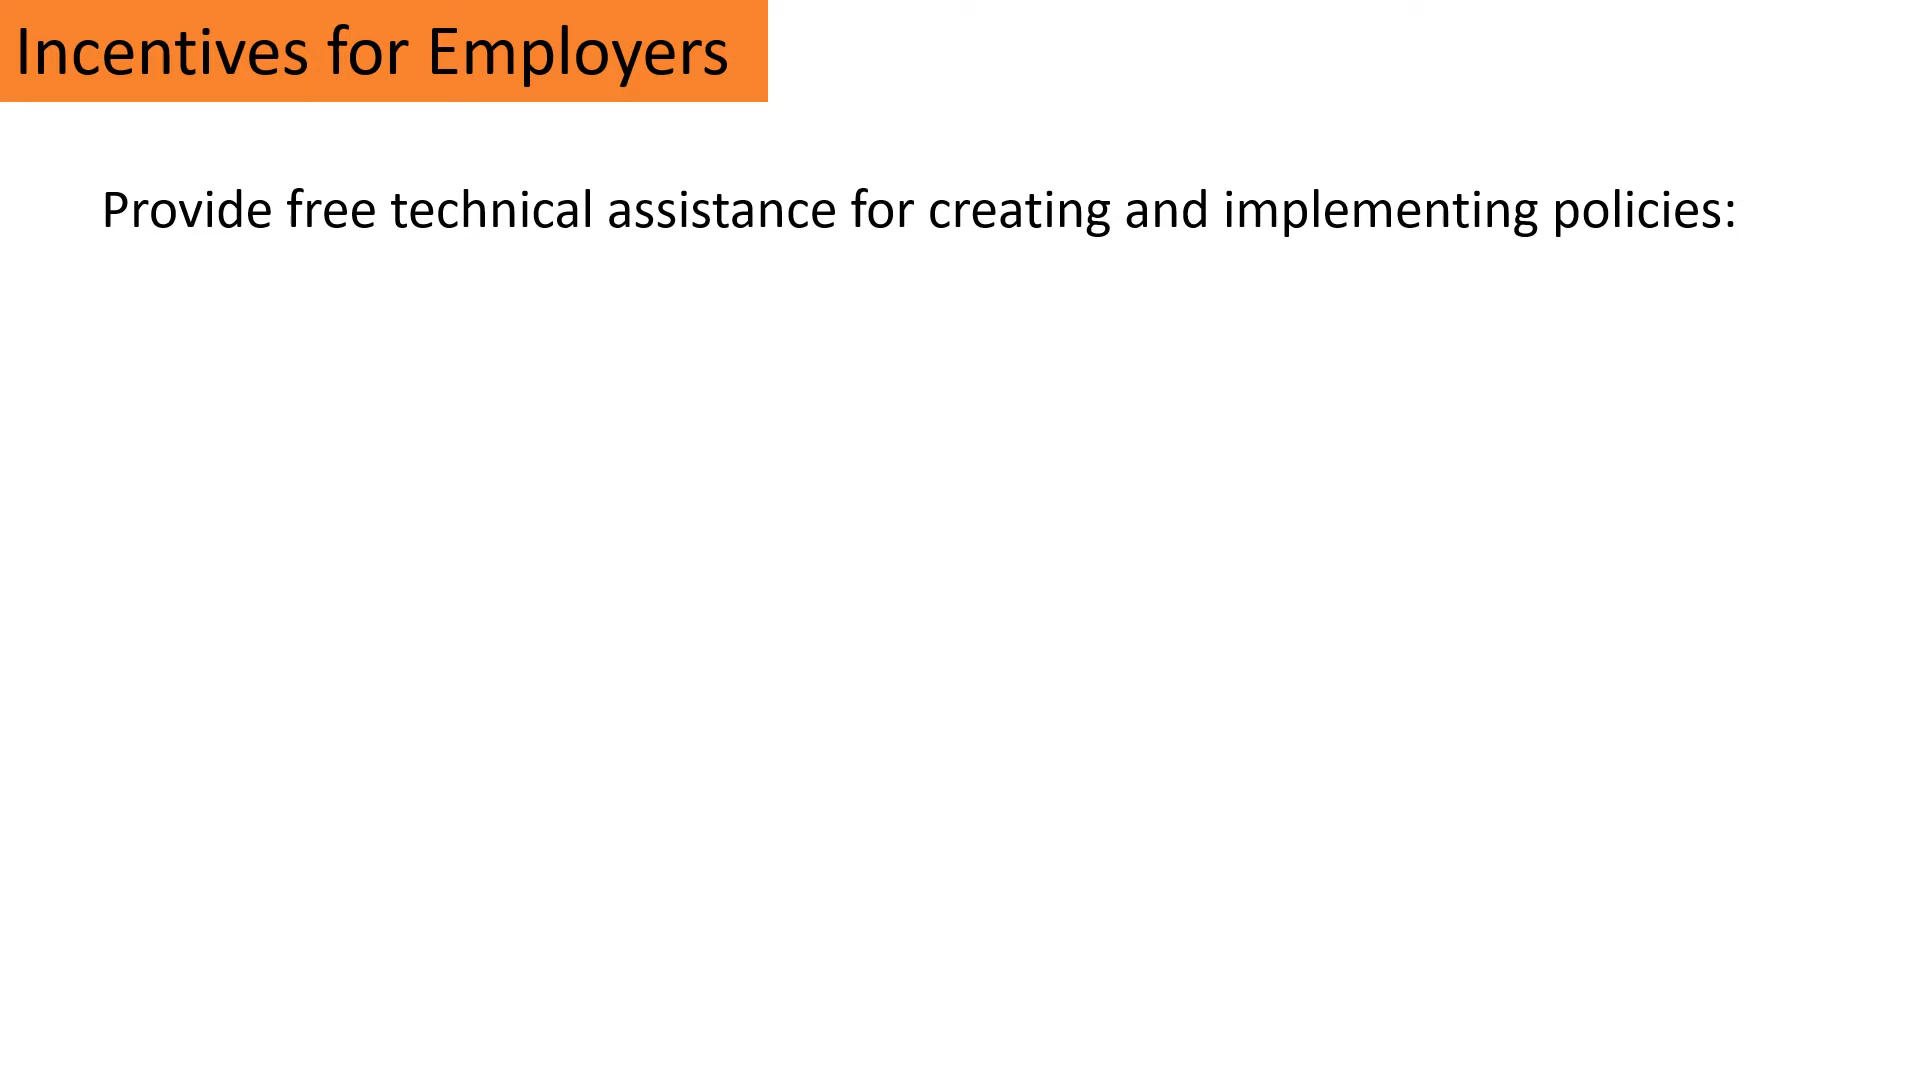 Incentives for Employers
Provide free technical assistance for creating and implementing policies: